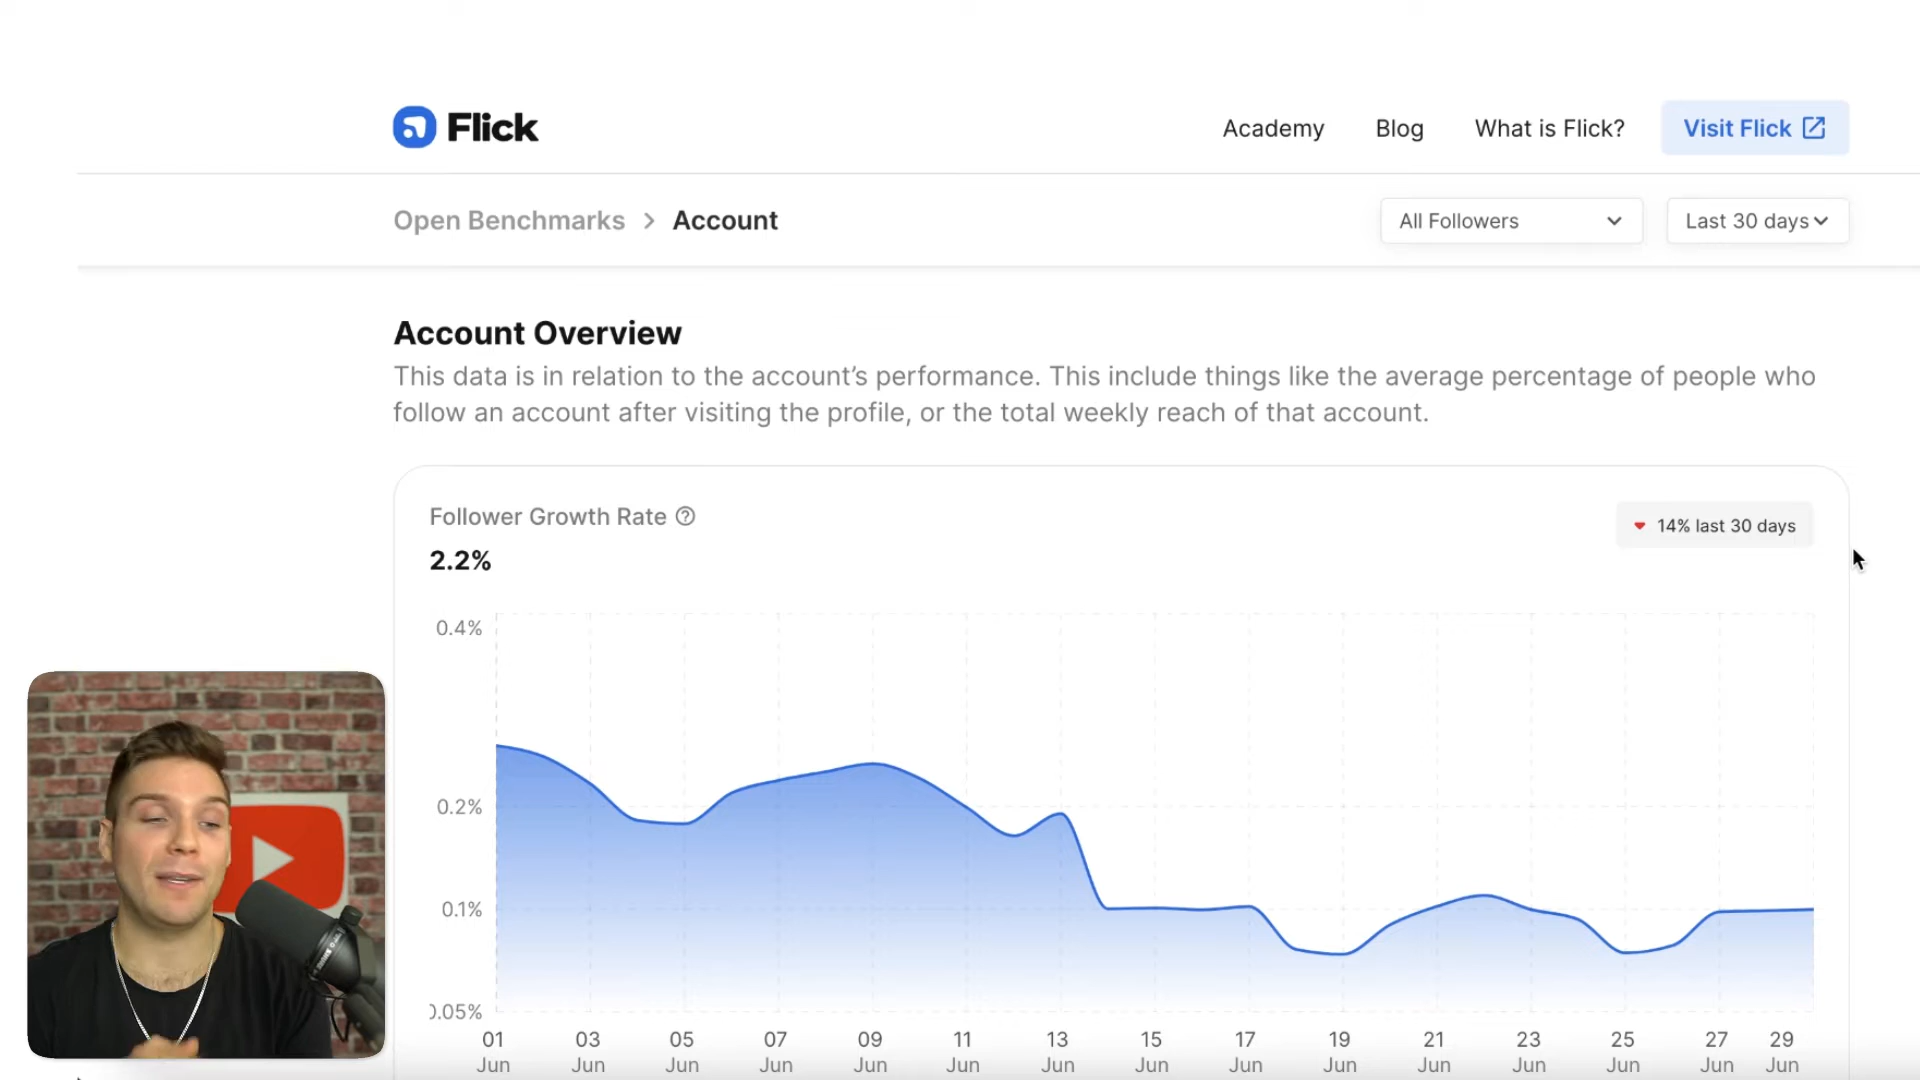 Flick
Academy
Blog
What is Flick?
Visit Flick
Open Benchmarks > Account
All Followers
Last 30 days
Account Overview
This data is in relation to the account’s performance. This include things like the average percentage of people who
follow an account after visiting the profile, or the total weekly reach of that account.
Follower Growth Rate
2.2%
14% last 30 days
0.4%
0.2%
0.1%
0.05%
01 Jun
03 Jun
05 Jun
07 Jun
09 Jun
11 Jun
13 Jun
15 Jun
17 Jun
19 Jun
21 Jun
23 Jun
25 Jun
27 Jun
29 Jun